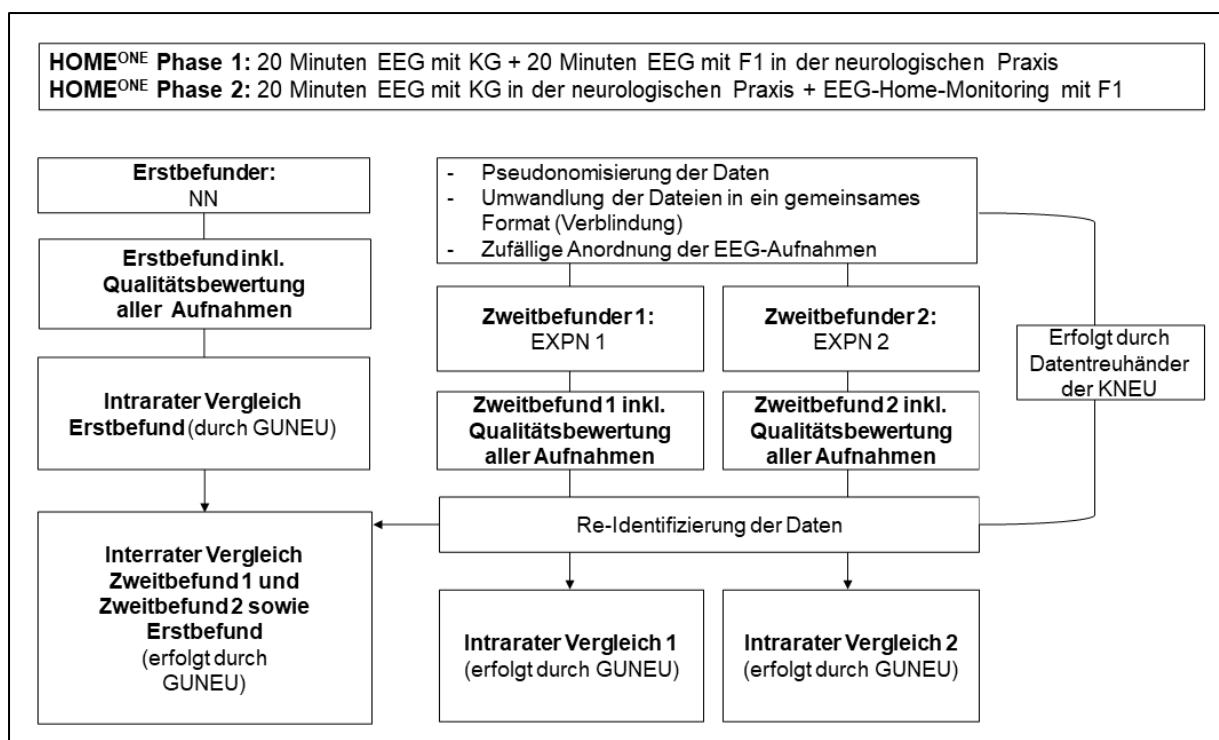 HOMEONE Phase 1: 20 Minuten EEG mit KG + 20 Minuten EEG mit F1 in der neurologischen Praxis
HOMEONE Phase 2: 20 Minuten EEG mit KG in der neurologischen Praxis + EEG-Home-Monitoring mit F1
Erstbefunder:
NN
Erstbefund inkl.
Qualitätsbewertung
aller Aufnahmen
Intrarater Vergleich
Erstbefund (durch GUNEU)
Interrater Vergleich
Zweitbefund 1 und
Zweitbefund 2 sowie
Erstbefund
(erfolgt durch
GUNEU)
- Pseudonomisierung der Daten
- Umwandlung der Dateien in ein gemeinsames
Format (Verblindung)
- Zufällige Anordnung der EEG-Aufnahmen
Zweitbefunder 1:
EXPN 1
Zweitbefunder 2:
EXPN 2
Zweitbefund 1 inkl.
Qualitätsbewertung
aller Aufnahmen
Zweitbefund 2 inkl.
Qualitätsbewertung
aller Aufnahmen
Erfolgt durch
Datentreuhänder
der KNEU
Re-Identifizierung der Daten
Intrarater Vergleich 1
(erfolgt durch GUNEU)
Intrarater Vergleich 2
(erfolgt durch GUNEU)